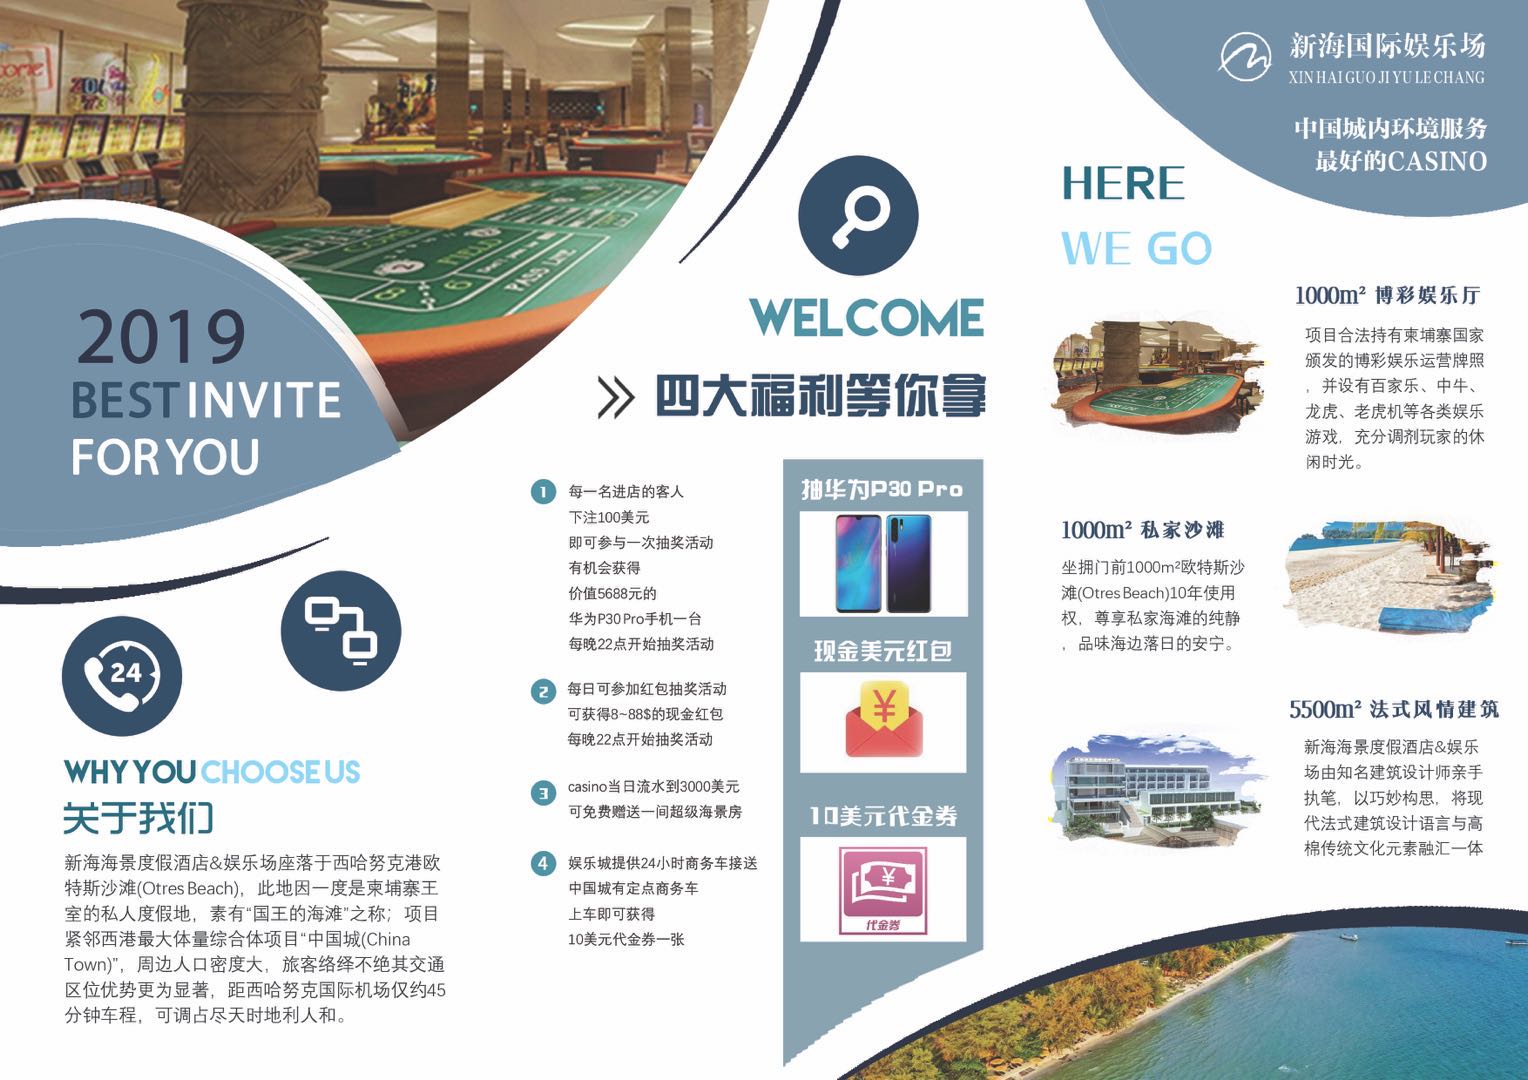 2019
BEST INVITE
FOR YOU
PASS LINE
FIELD
WHY YOU CHOOSE US
关于我们
新海海景度假酒店&娱乐场座落于西哈努克港欧
特斯沙滩(Otres Beach)，此地因一度是柬埔寨王
室的私人度假地，素有“国王的海滩”之称；项目
紧邻西港最大体量综合体项目“中国城(China
Town)”，周边人口密度大，旅客络绎不绝其交通
区位优势更为显著，距西哈努克国际机场仅约45
分钟车程，可调占尽天时地利人和。
24
WELCOME
四大福利等你拿
1
每一名进店的客人
下注100美元
即可参与一次抽奖活动
有机会获得
价值5688元的
华为P30 Pro手机一台
每晚22点开始抽奖活动
2
每日可参加红包抽奖活动
可获得8~88$的现金红包
每晚22点开始抽奖活动
3
casino当日流水到3000美元
可免费赠送一间超级海景房
4
娱乐城提供24小时商务车接送
中国城有定点商务车
上车即可获得
10美元代金券一张
抽华为P30 Pro
现金美元红包
¥
10美元代金券
¥
代金券
新海国际娱乐场
XIN HAI GUO JI YU LE CHANG
中国城内环境服务
最好的CASINO
HERE
WE GO
1000m² 博彩娱乐厅
项目合法持有柬埔寨国家
颁发的博彩娱乐运营牌照
，并设有百家乐、中牛、
龙虎、老虎机等各类娱乐
游戏，充分调剂玩家的休
闲时光。
1000m² 私家沙滩
坐拥门前1000m²欧特斯沙
滩(Otres Beach)10年使用
权，尊享私家海滩的纯静
，品味海边落日的安宁。
5500m² 法式风情建筑
新海海景度假酒店&娱乐
场由知名建筑设计师亲手
执笔，以巧妙构思，将现
代法式建筑设计语言与高
棉传统文化元素融汇一体